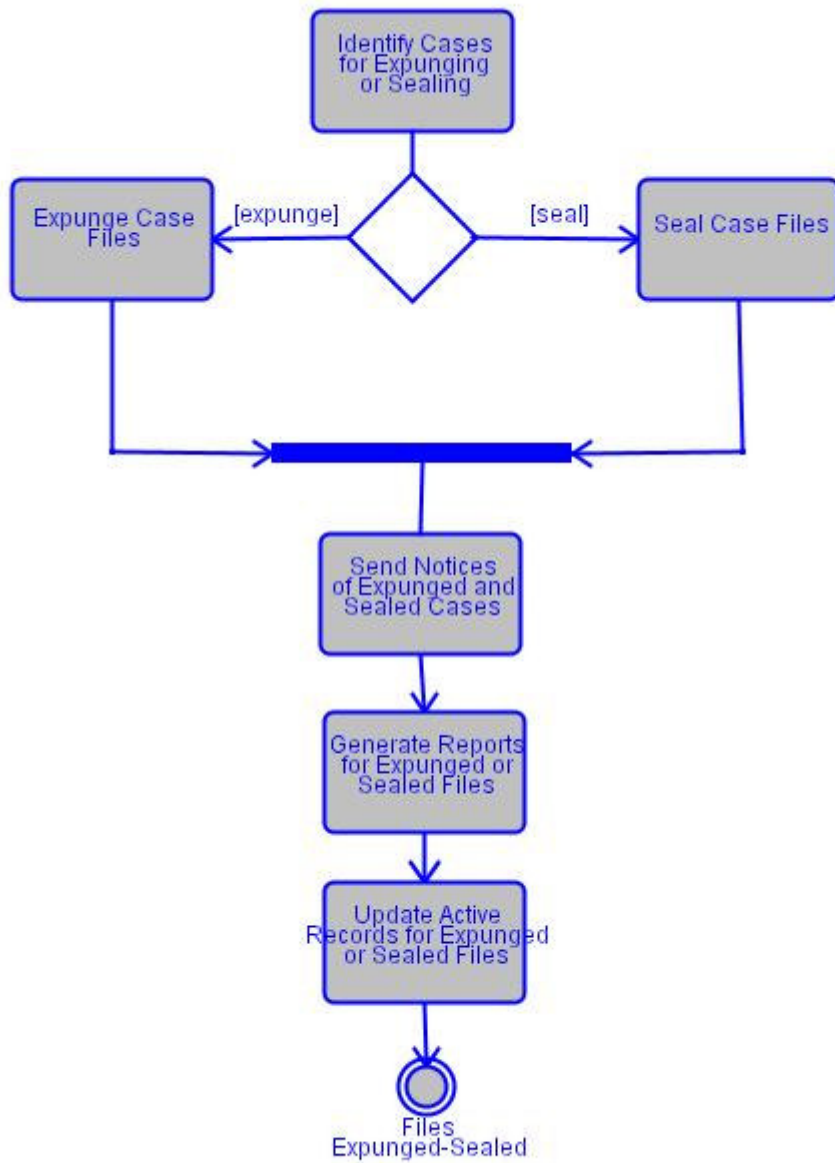 Identify Cases
for Expunging
or Sealing
[expunge]
[seal]
Expunge Case
Files
Seal Case Files
Send Notices
of Expunged and
Sealed Cases
Generate Reports
for Expunged or
Sealed Files
Update Active
Records for Expunged
or Sealed Files
Files
Expunged-Sealed